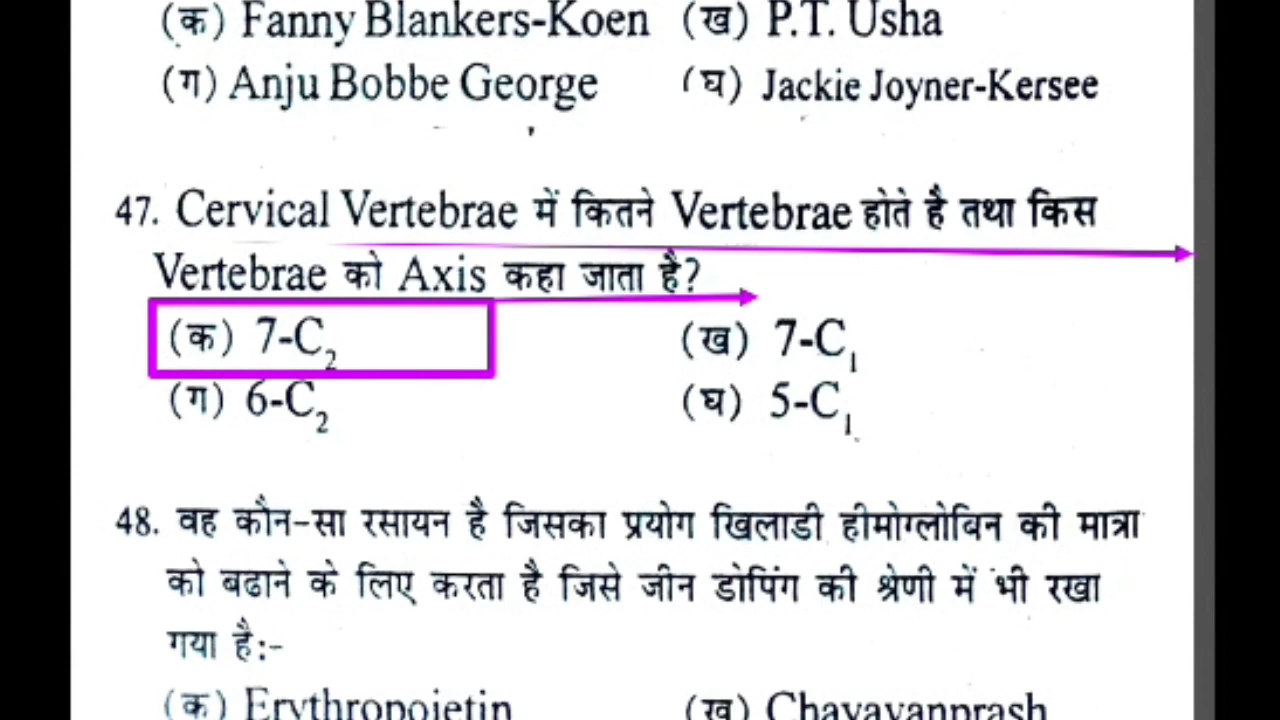 (क) Fanny Blankers-Koen (ख) P.T. Usha
(ग) Anju Bobbe George (घ) Jackie Joyner-Kersee
47. Cervical Vertebrae में कितने Vertebrae होते है तथा किस
Vertebrae को Axis कहा जाता है?
(क) 7-C₂ (ख) 7-C₁
(ग) 6-C₂ (घ) 5-C₁
48. वह कौन-सा रसायन है जिसका प्रयोग खिलाडी हीमोग्लोबिन की मात्रा
को बढाने के लिए करता है जिसे जीन डोपिंग की श्रेणी में भी रखा
गया है:-
(क) Erythropoietin (ख) Chavavanprash